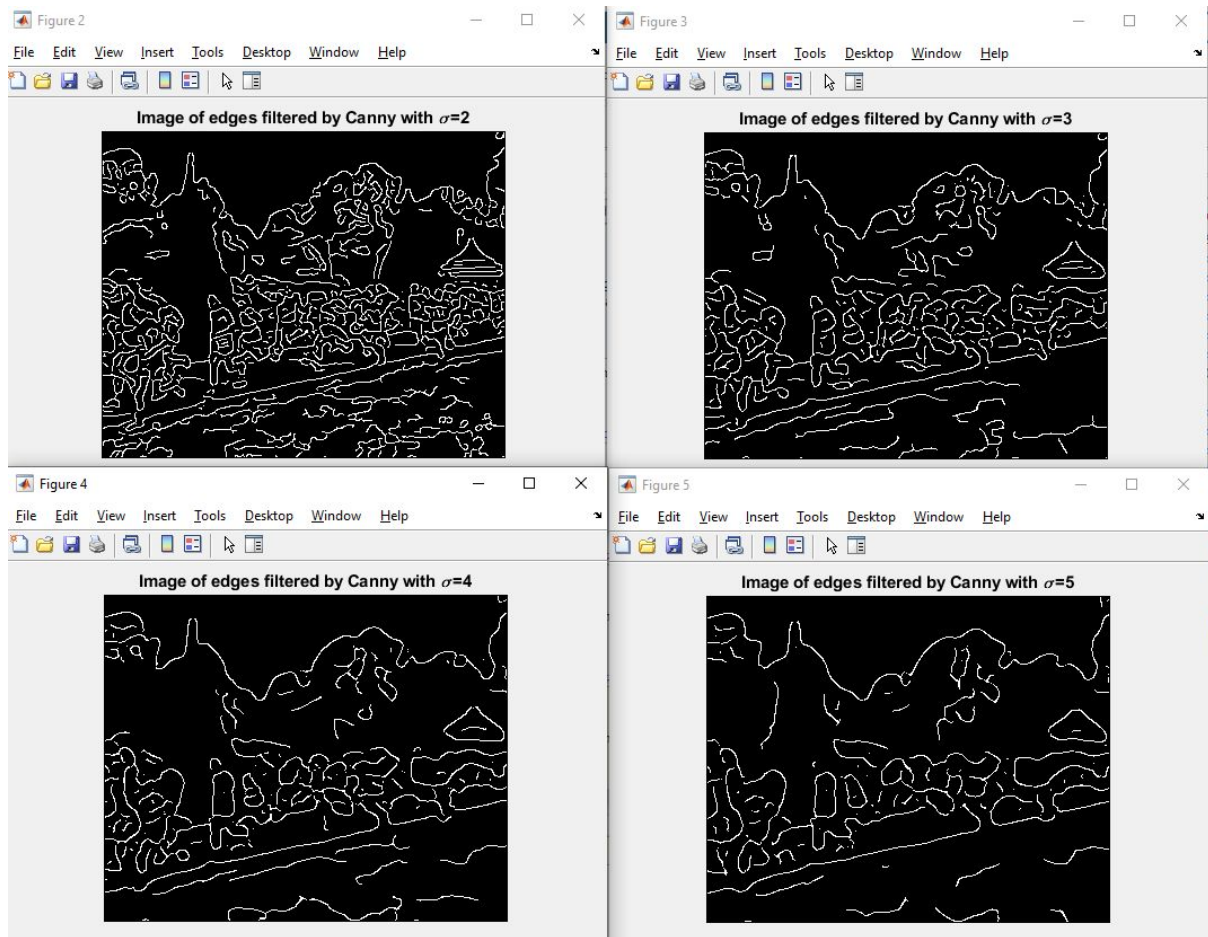 Figure 2
File Edit View Insert Tools Desktop Window Help
Image of edges filtered by Canny with σ=2
Figure 3
File Edit View Insert Tools Desktop Window Help
Image of edges filtered by Canny with σ=3
Figure 4
File Edit View Insert Tools Desktop Window Help
Image of edges filtered by Canny with σ=4
Figure 5
File Edit View Insert Tools Desktop Window Help
Image of edges filtered by Canny with σ=5